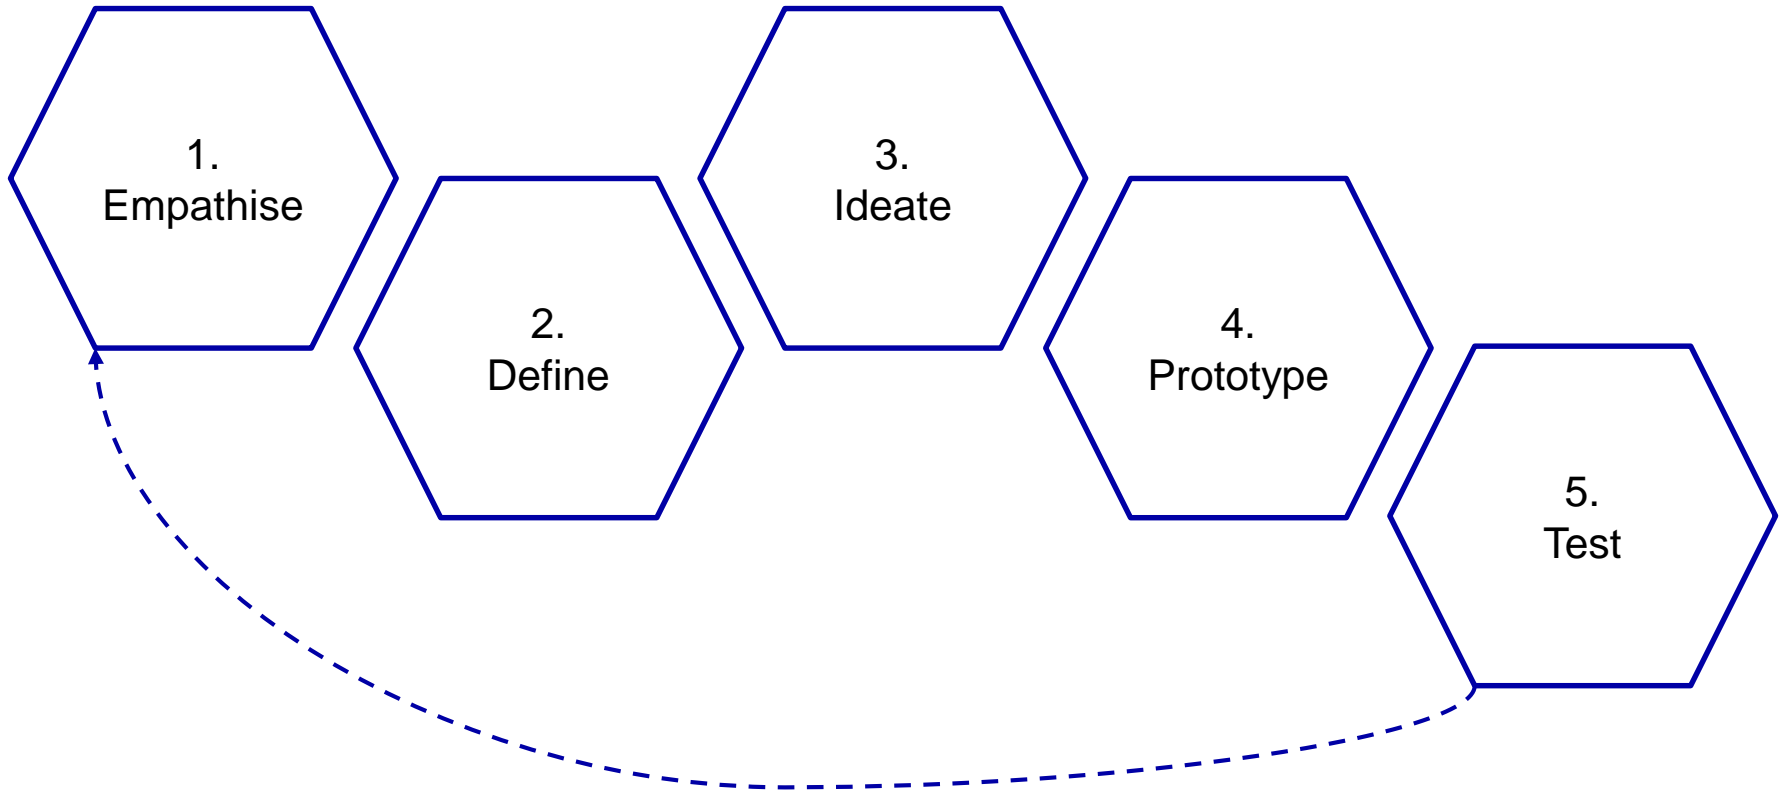 1.
Empathise
2.
Define
3.
Ideate
4.
Prototype
5.
Test